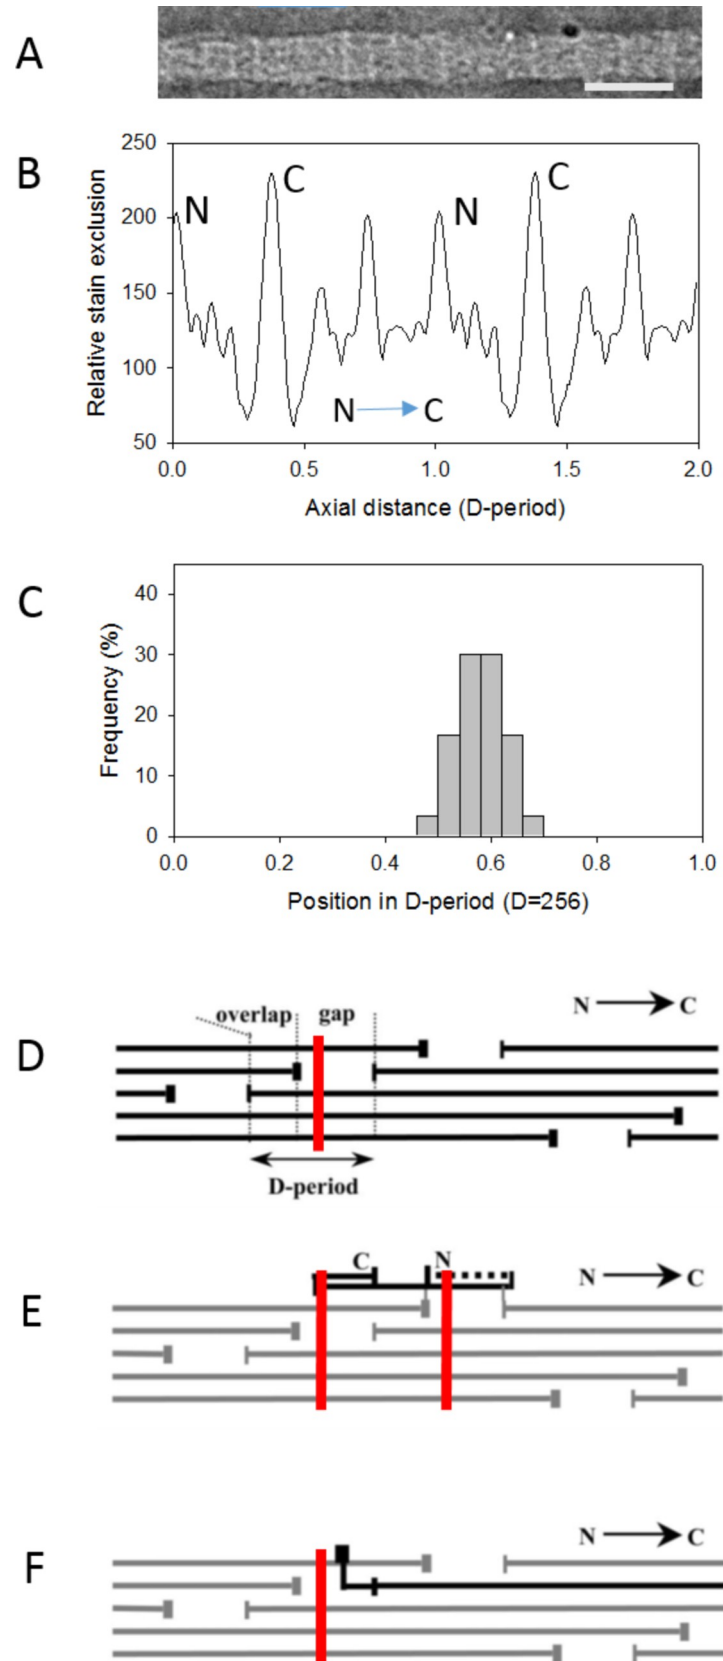 A
B
250
200
150
100
50
Relative stain exclusion
N
C
N
C
N
C
0.0
0.5
1.0
1.5
2.0
Axial distance (D-period)
C
40
30
20
10
0
Frequency (%)
0.0
0.2
0.4
0.6
0.8
1.0
Position in D-period (D=256)
D
overlap
gap
N
C
D-period
E
C
N
N
C
F
N
C